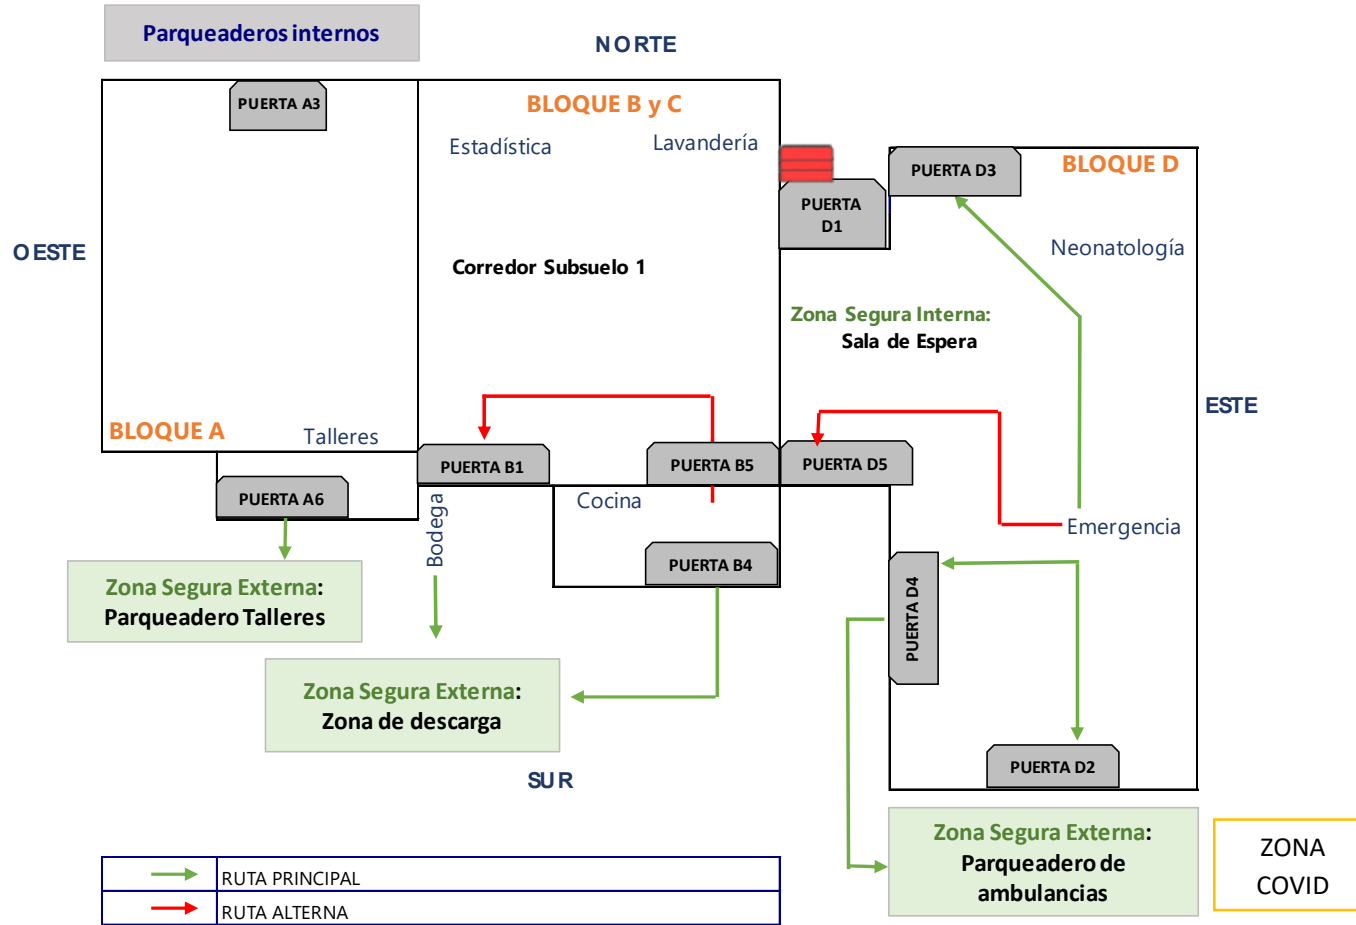 Parqueaderos internos
NORTE
PUERTA A3
BLOQUE B y C
Estadística
Lavandería
PUERTA D3
BLOQUE D
PUERTA
D1
OESTE
Neonatología
Corredor Subsuelo 1
Zona Segura Interna:
Sala de Espera
ESTE
BLOQUE A
Talleres
PUERTA B1
PUERTA B5
PUERTA D5
PUERTA A6
Bodega
Cocina
Emergencia
PUERTA B4
Zona Segura Externa:
Parqueadero Talleres
PUERTA D4
Zona Segura Externa:
Zona de descarga
SUR
PUERTA D2
Zona Segura Externa:
Parqueadero de
ambulancias
ZONA
COVID
RUTA PRINCIPAL
RUTA ALTERNA